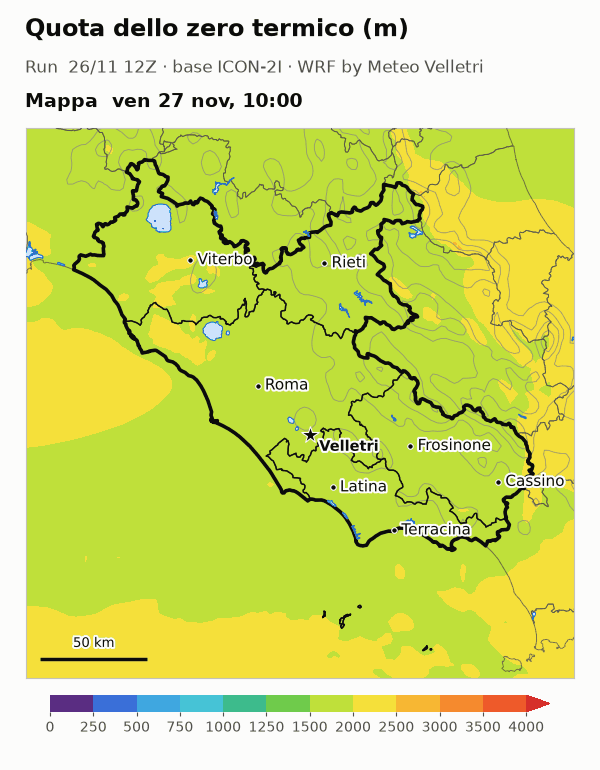 Quota dello zero termico (m)
Run  26/11 12Z · base ICON-2I · WRF by Meteo Velletri
Mappa  ven 27 nov, 10:00
Viterbo
Rieti
Roma
Velletri
Frosinone
Latina
Cassino
Terracina
50 km
0 250 500 750 1000 1250 1500 2000 2500 3000 3500 4000